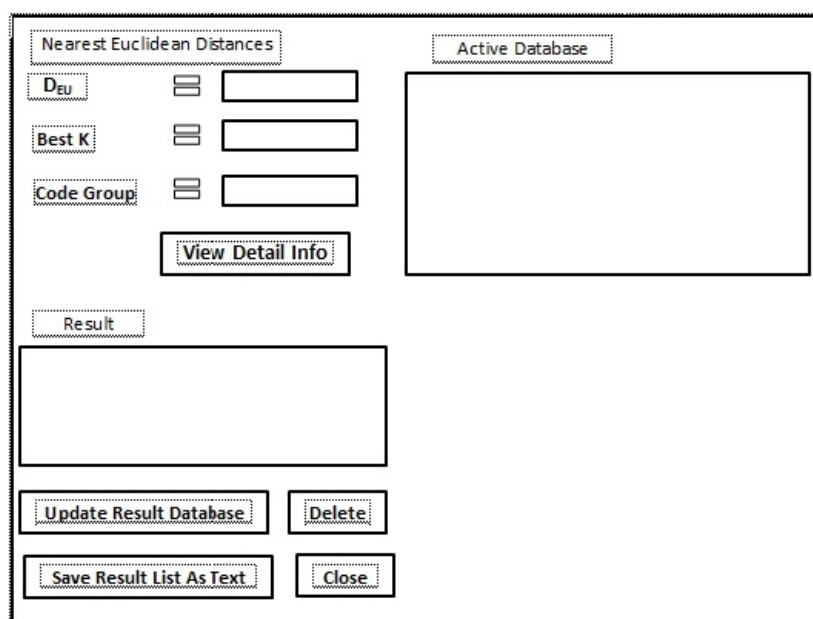 Nearest Euclidean Distances
Active Database
DEU =
Best K =
Code Group =
View Detail Info
Result
Update Result Database
Delete
Save Result List As Text
Close